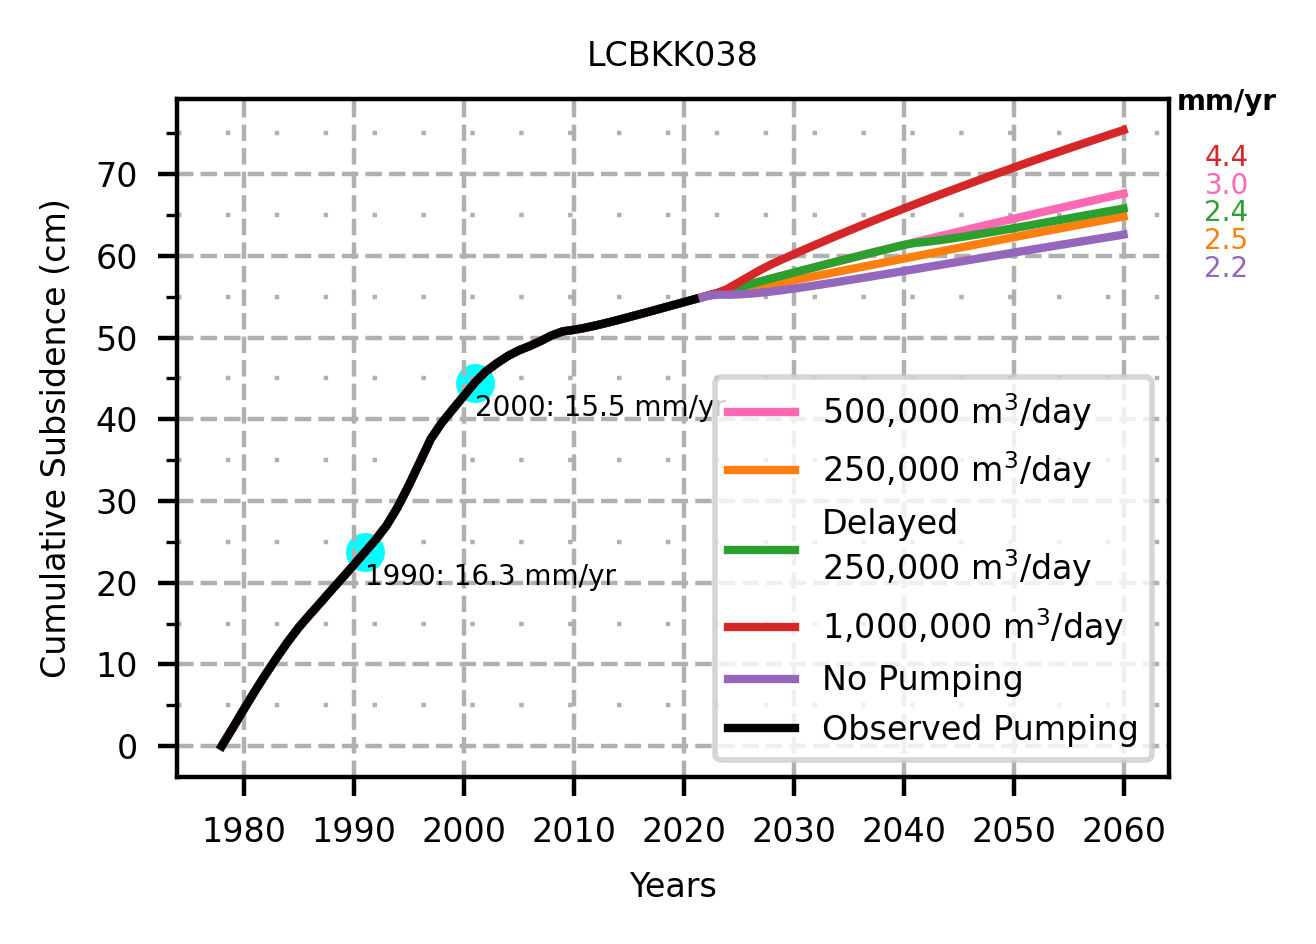 LCBKK038
mm/yr
4.4
3.0
2.4
2.5
2.2
Cumulative Subsidence (cm)
70
60
50
40
30
20
10
0
2000: 15.5 mm/yr
1990: 16.3 mm/yr
500,000 m³/day
250,000 m³/day
Delayed
250,000 m³/day
1,000,000 m³/day
No Pumping
Observed Pumping
1980 1990 2000 2010 2020 2030 2040 2050 2060
Years